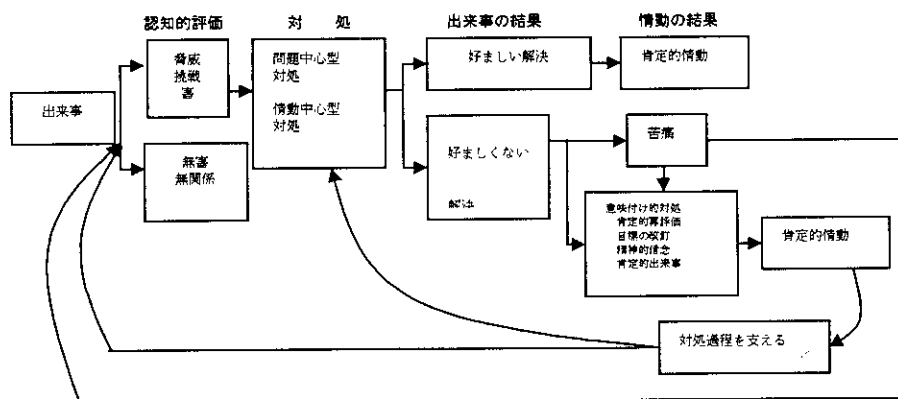 認知的評価
対 処
出来事の結果
情動の結果
出来事
脅威
挑戦
害
無害
無関係
問題中心型
対処
情動中心型
対処
好ましい解決
肯定的情動
好ましくない
解決
苦痛
意味付け的対処
肯定的再評価
目標の改訂
精神的信念
肯定的出来事
肯定的情動
対処過程を支える